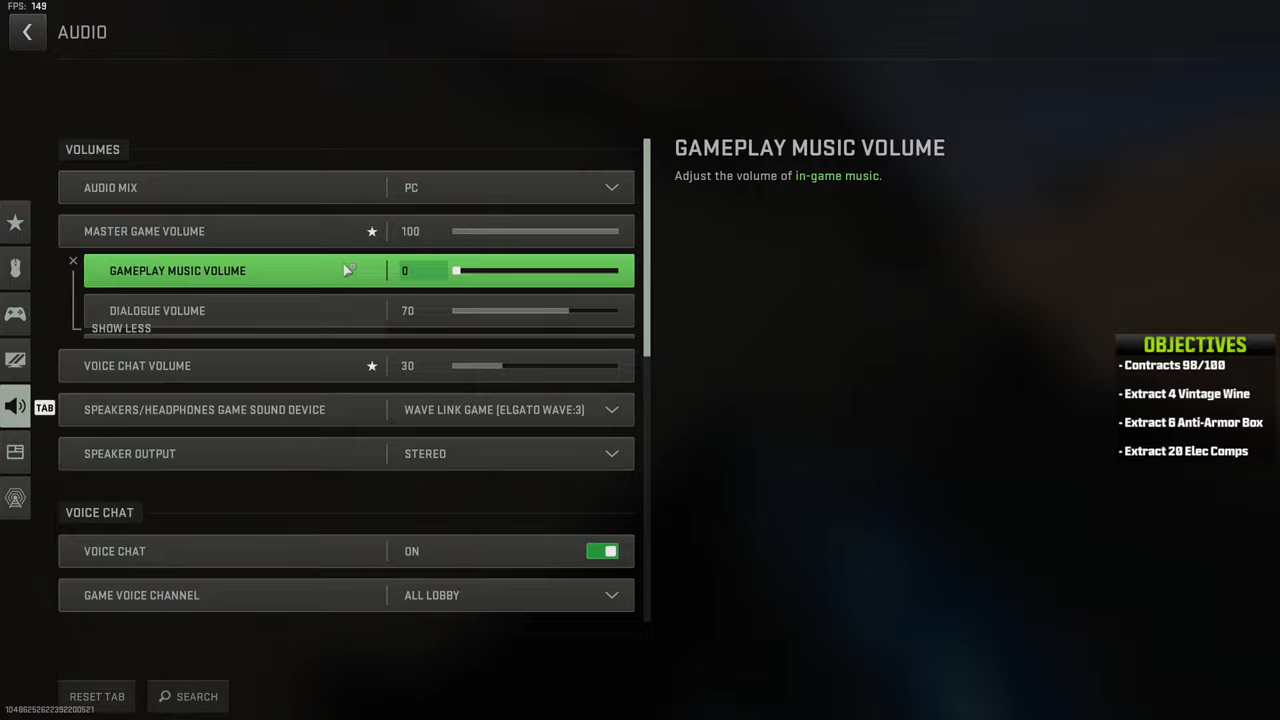 FPS: 149
AUDIO
VOLUMES
AUDIO MIX PC
MASTER GAME VOLUME 100
GAMEPLAY MUSIC VOLUME 0
DIALOGUE VOLUME 70
SHOW LESS
VOICE CHAT VOLUME 30
SPEAKERS/HEADPHONES GAME SOUND DEVICE WAVE LINK GAME (ELGATO WAVE:3)
SPEAKER OUTPUT STEREO
VOICE CHAT
VOICE CHAT ON
GAME VOICE CHANNEL ALL LOBBY
TAB
RESET TAB SEARCH
10486252622392200521
GAMEPLAY MUSIC VOLUME
Adjust the volume of in-game music.
OBJECTIVES
- Contracts 98/100
- Extract 4 Vintage Wine
- Extract 6 Anti-Armor Box
- Extract 20 Elec Comps